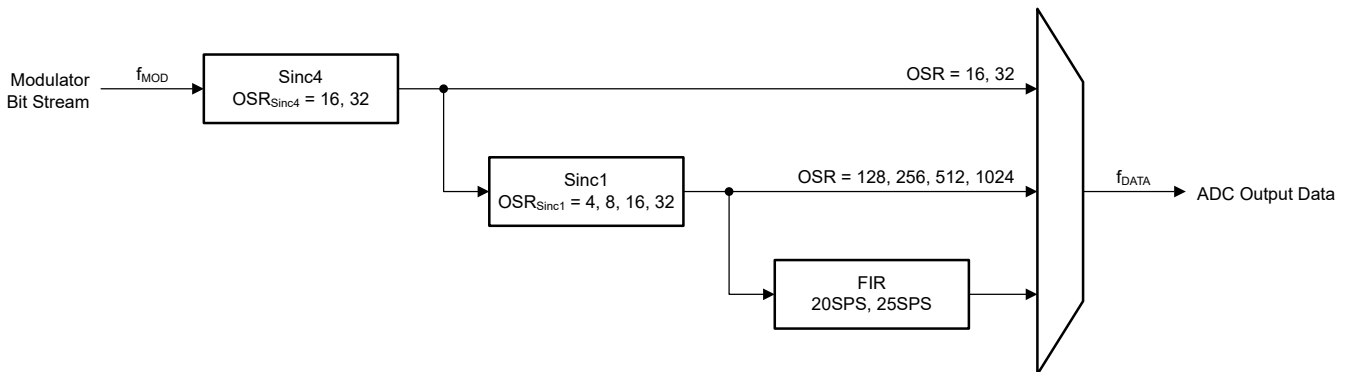 Modulator
Bit Stream
fMOD
Sinc4
OSRSinc4 = 16, 32
OSR = 16, 32
Sinc1
OSRSinc1 = 4, 8, 16, 32
OSR = 128, 256, 512, 1024
fDATA
ADC Output Data
FIR
20SPS, 25SPS